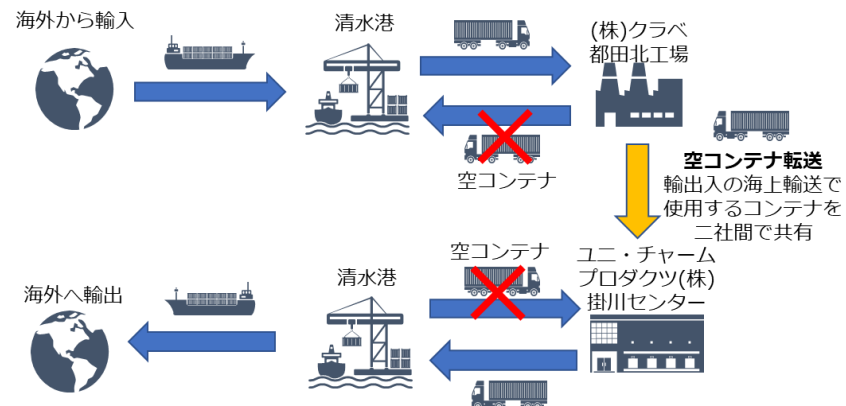 海外から輸入
清水港
(株)クラベ
都田北工場
空コンテナ
空コンテナ転送
輸出入の海上輸送で
使用するコンテナを
二社間で共有
海外へ輸出
清水港
空コンテナ
ユニ・チャーム
プロダクツ(株)
掛川センター